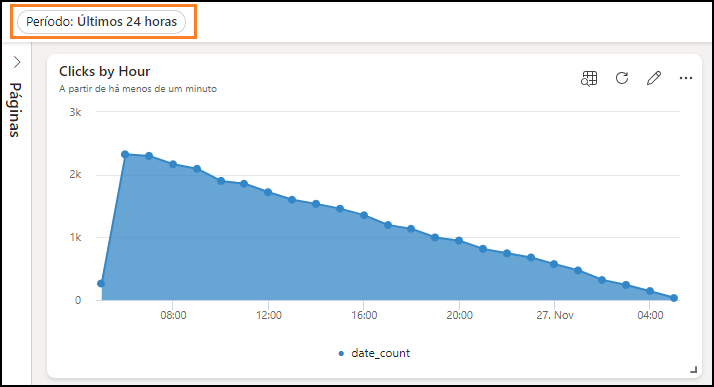 Período: Últimos 24 horas
Páginas
Clicks by Hour
A partir de há menos de um minuto
3k
2k
1k
0
08:00 12:00 16:00 20:00 27. Nov 04:00
date_count